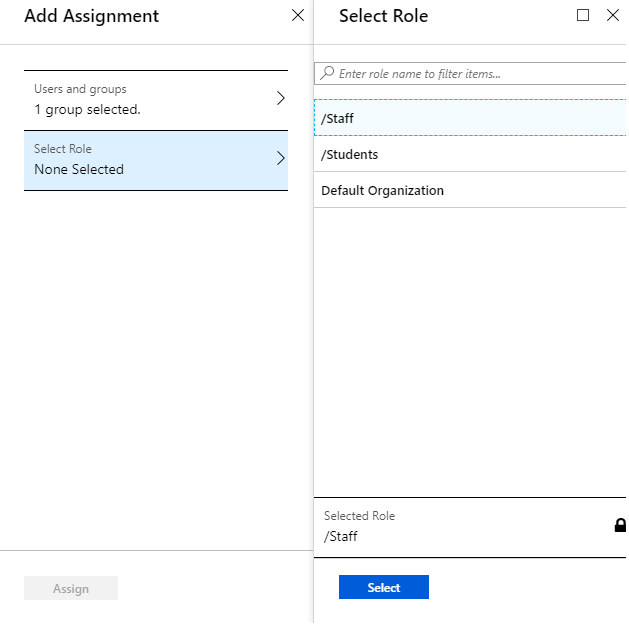 Add Assignment
Users and groups
1 group selected.
Select Role
None Selected
Assign
Select Role
Enter role name to filter items...
/Staff
/Students
Default Organization
Selected Role
/Staff
Select